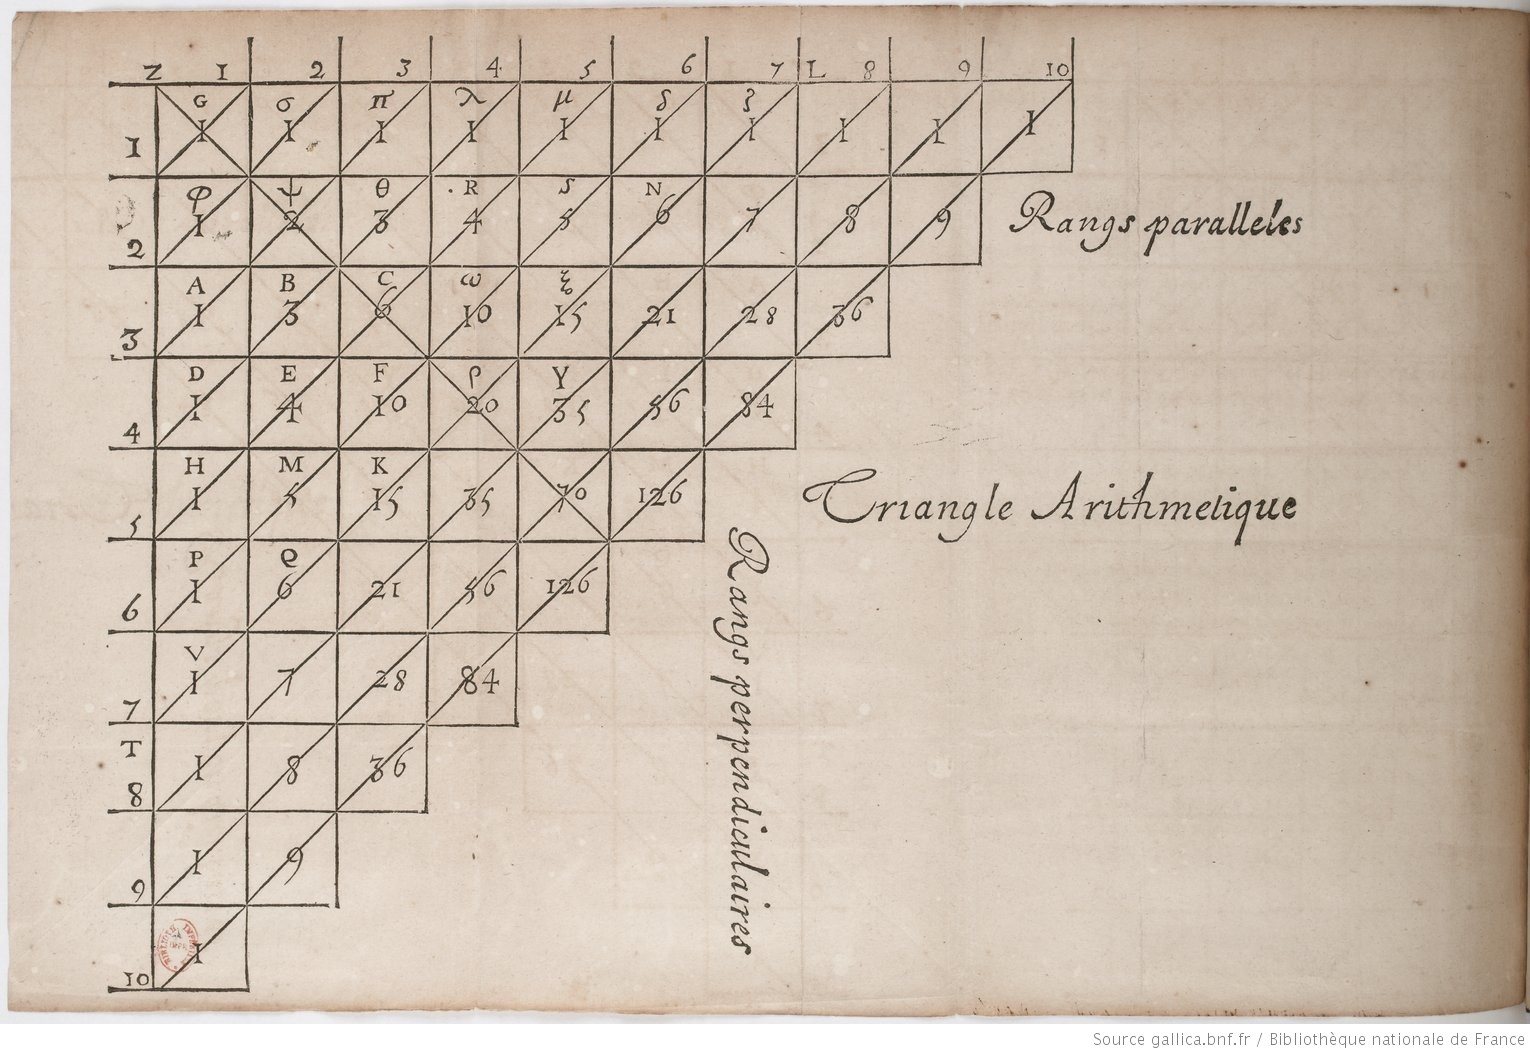 Z 1 2 3 4 5 6 7 L 8 9 10
G σ π λ μ δ ζ
1 1 1 1 1 1 1 1 1 1 1
φ ψ θ R S N
2 1 2 3 4 5 6 7 8 9
Rangs paralleles
A B C ω ξ
3 1 3 6 10 15 21 28 36
D E F ρ Y
4 1 4 10 20 35 56 84
H M K
5 1 5 15 35 70 126
Triangle Arithmetique
P Q
6 1 6 21 56 126
V
7 1 7 28 84
T
8 1 8 36
9 1 9
10 1
Rangs perpendiculaires
Source gallica.bnf.fr / Bibliothèque nationale de France